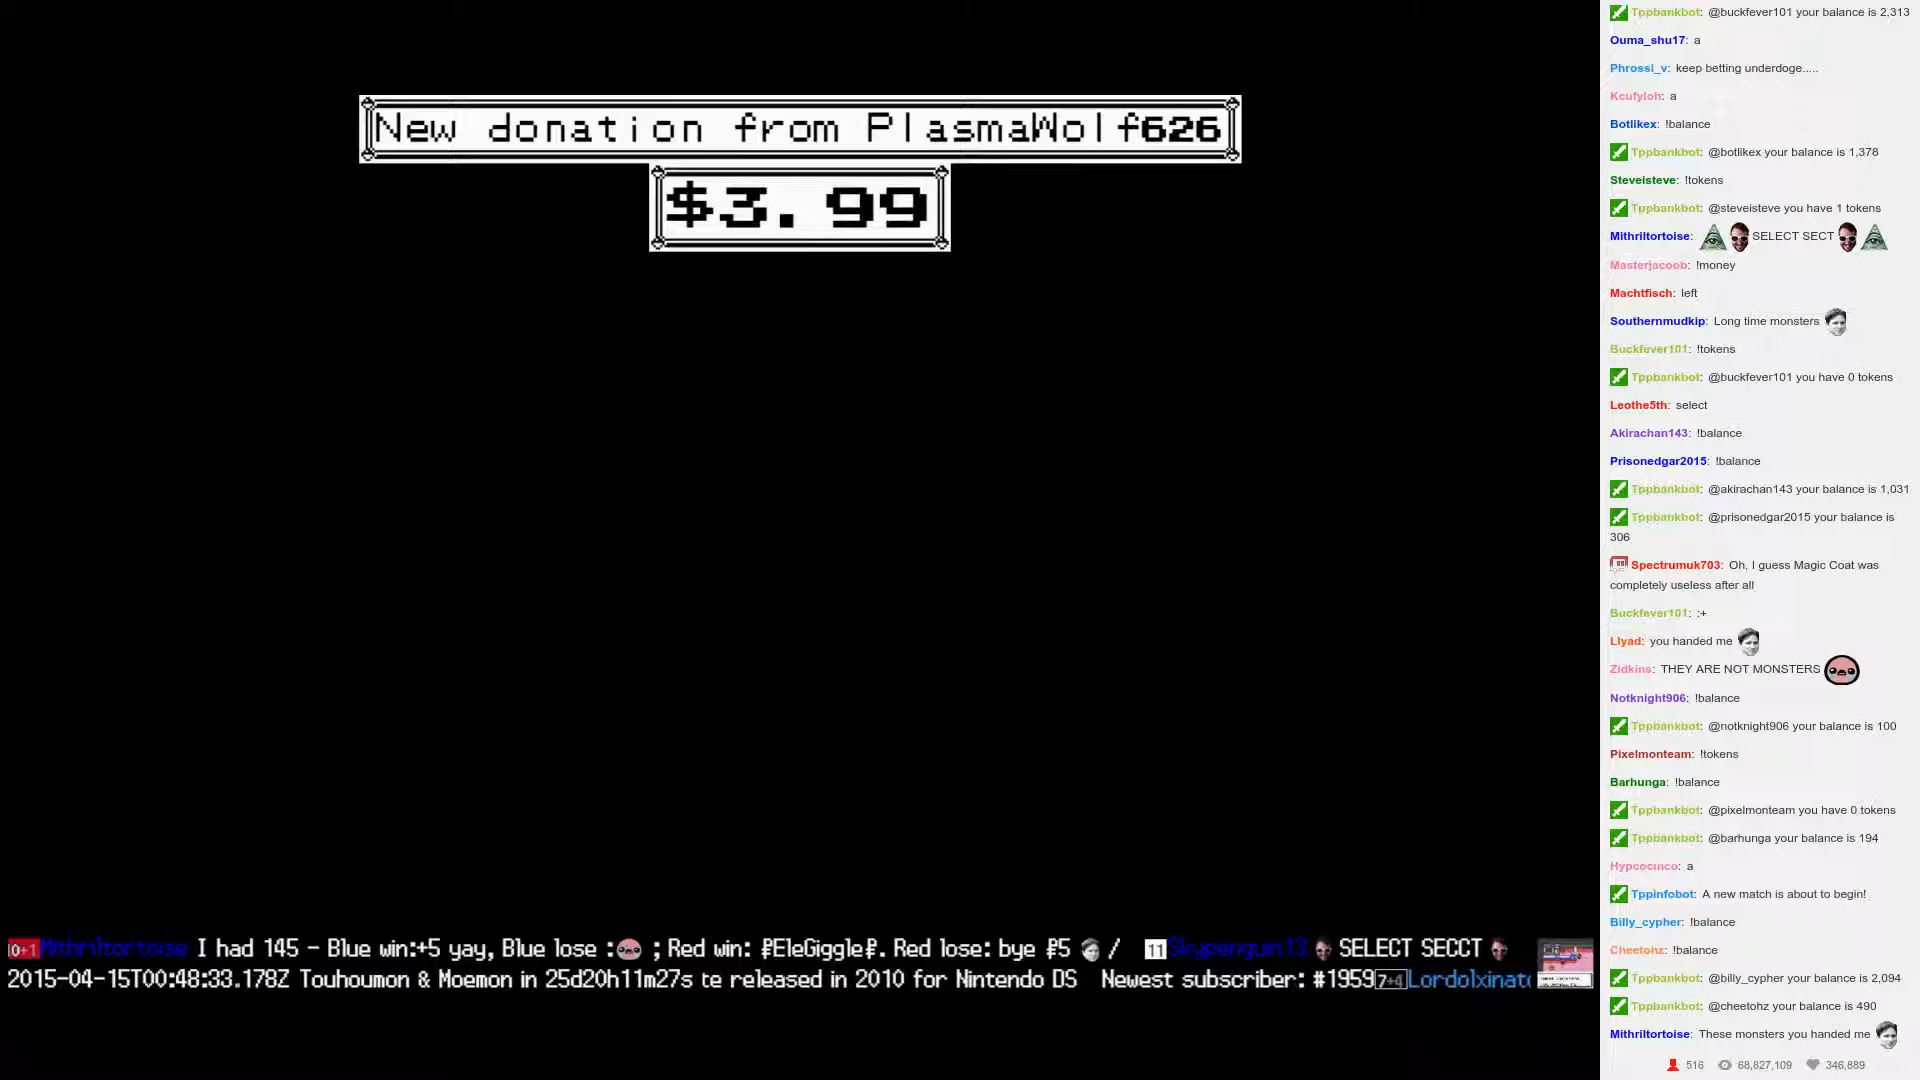 New donation from PlasmaWolf626
$3.99
0+1 Mithriltortoise I had 145 - Blue win:+5 yay, Blue lose : ; Red win: ₣EleGiggle₣. Red lose: bye ₣5 / 11 Skypenguin13 SELECT SECCT
2015-04-15T00:48:33.178Z Touhoumon & Moemon in 25d20h11m27s te released in 2010 for Nintendo DS Newest subscriber: #1959 7+4 Lordolxinato
Tppbankbot: @buckfever101 your balance is 2,313
Ouma_shu17: a
Phrossi_v: keep betting underdoge.....
Kcufyloh: a
Botlikex: !balance
Tppbankbot: @botlikex your balance is 1,378
Steveisteve: !tokens
Tppbankbot: @steveisteve you have 1 tokens
Mithriltortoise: SELECT SECT
Masterjacoob: !money
Machtfisch: left
Southernmudkip: Long time monsters
Buckfever101: !tokens
Tppbankbot: @buckfever101 you have 0 tokens
Leothe5th: select
Akirachan143: !balance
Prisonedgar2015: !balance
Tppbankbot: @akirachan143 your balance is 1,031
Tppbankbot: @prisonedgar2015 your balance is
306
Spectrumuk703: Oh, I guess Magic Coat was
completely useless after all
Buckfever101: :+
Llyad: you handed me
Zidkins: THEY ARE NOT MONSTERS
Notknight906: !balance
Tppbankbot: @notknight906 your balance is 100
Pixelmonteam: !tokens
Barhunga: !balance
Tppbankbot: @pixelmonteam you have 0 tokens
Tppbankbot: @barhunga your balance is 194
Hypcocinco: a
Tppinfobot: A new match is about to begin!
Billy_cypher: !balance
Cheetohz: !balance
Tppbankbot: @billy_cypher your balance is 2,094
Tppbankbot: @cheetohz your balance is 490
Mithriltortoise: These monsters you handed me
516 68,827,109 346,889